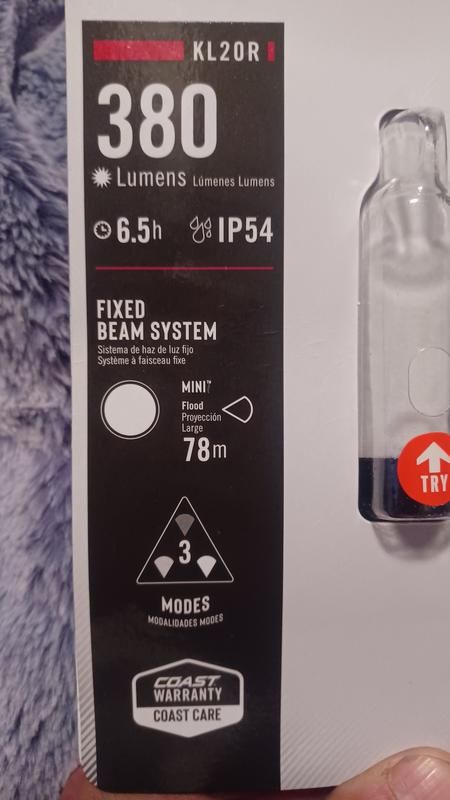 KL20R
380
Lumens Lúmenes Lumens
6.5h IP54
FIXED
BEAM SYSTEM
Sistema de haz de luz fijo
Système à faisceau fixe
MINI™
Flood
Proyección
Large
78m
3
MODES
MODALIDADES MODES
COAST
WARRANTY
COAST CARE
TRY